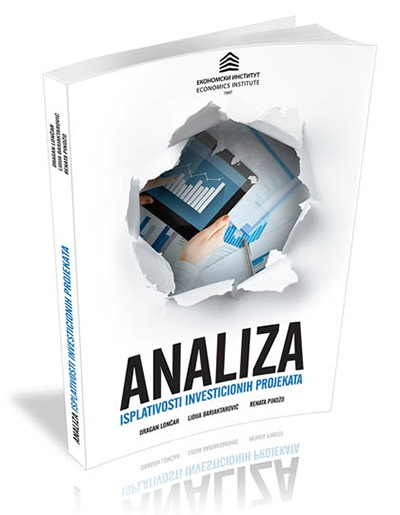 ЕКОНОМСКИ ИНСТИТУТ
ECONOMICS INSTITUTE
1947
ANALIZA
ISPLATIVOSTI INVESTICIONIH PROJEKATA
DRAGAN LONČAR LIDIJA BARJAKTAROVIĆ RENATA PINDŽO
DRAGAN LONČAR
LIDIJA BARJAKTAROVIĆ
RENATA PINDŽO
ANALIZA ISPLATIVOSTI INVESTICIONIH PROJEKATA